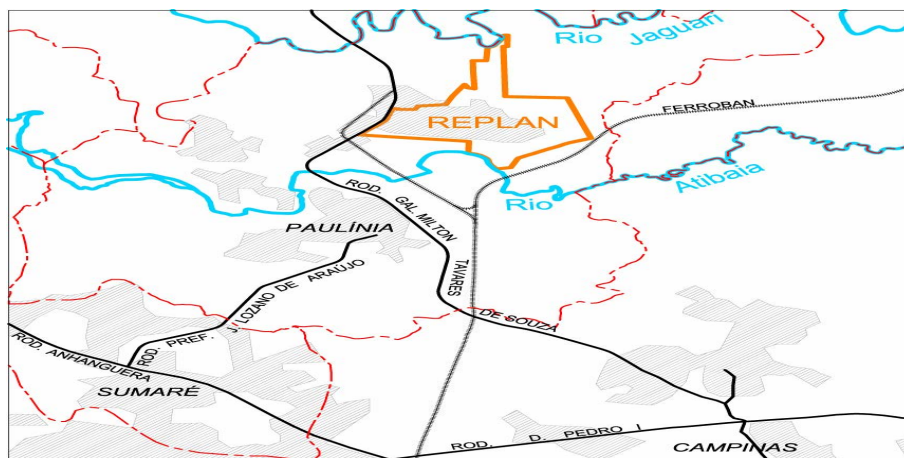 Rio Jaguari
FERROBAN
REPLAN
Rio Atibaia
ROD. GAL. MILTON TAVARES DE SOUZA
PAULÍNIA
ROD. PREF. J. LOZANO DE ARAÚJO
ROD. ANHANGUERA
SUMARÉ
ROD. D. PEDRO I
CAMPINAS